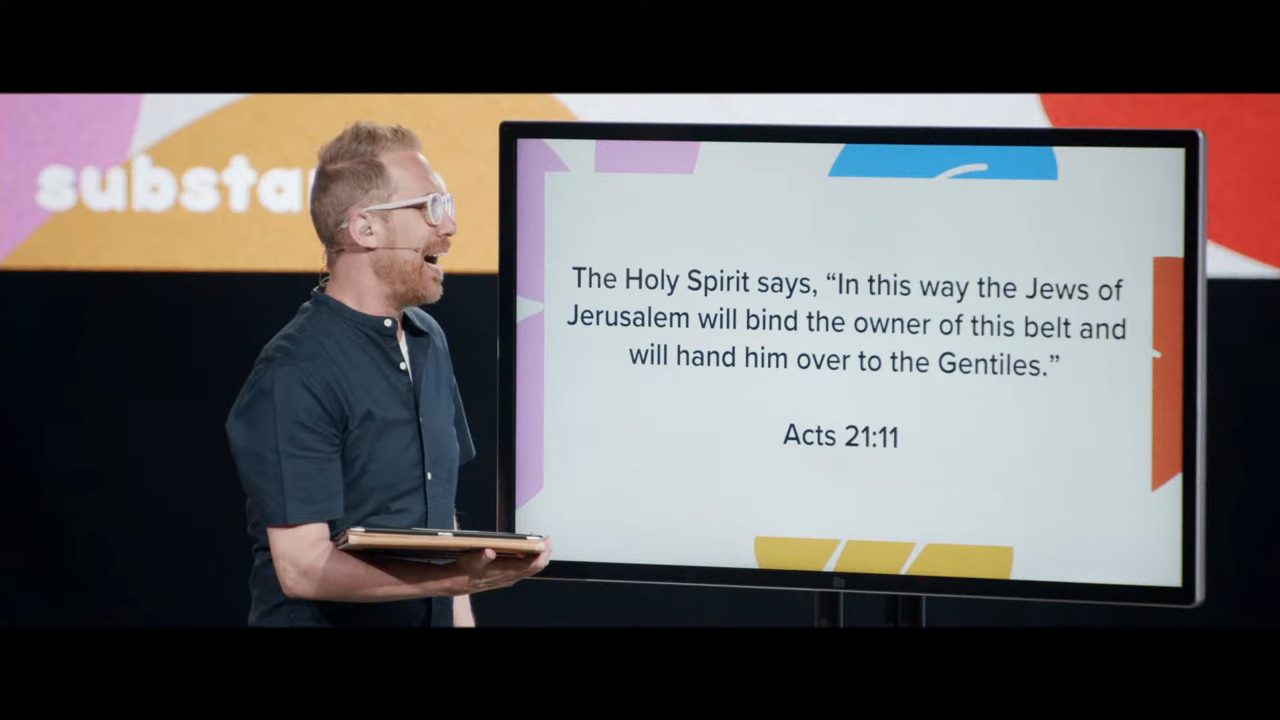 substa
The Holy Spirit says, “In this way the Jews of
Jerusalem will bind the owner of this belt and
will hand him over to the Gentiles.”
Acts 21:11